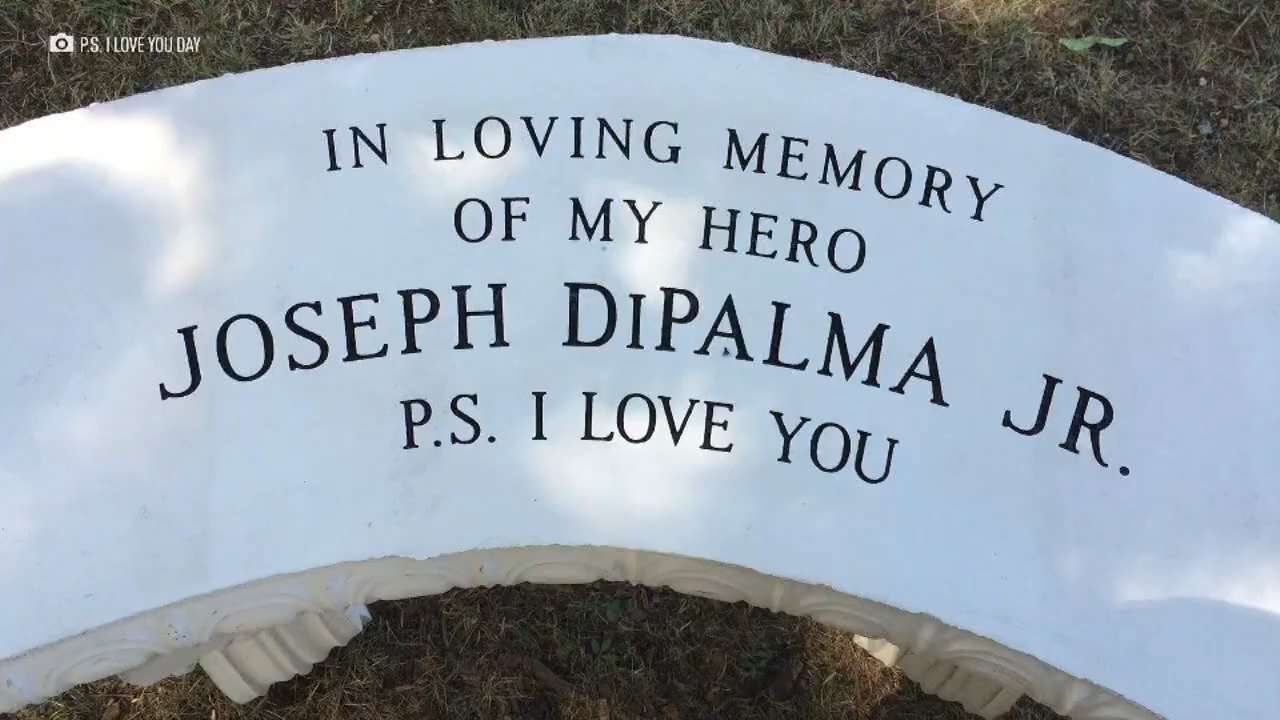 P.S. I LOVE YOU DAY
IN LOVING MEMORY
OF MY HERO
JOSEPH DIPALMA JR.
P.S. I LOVE YOU